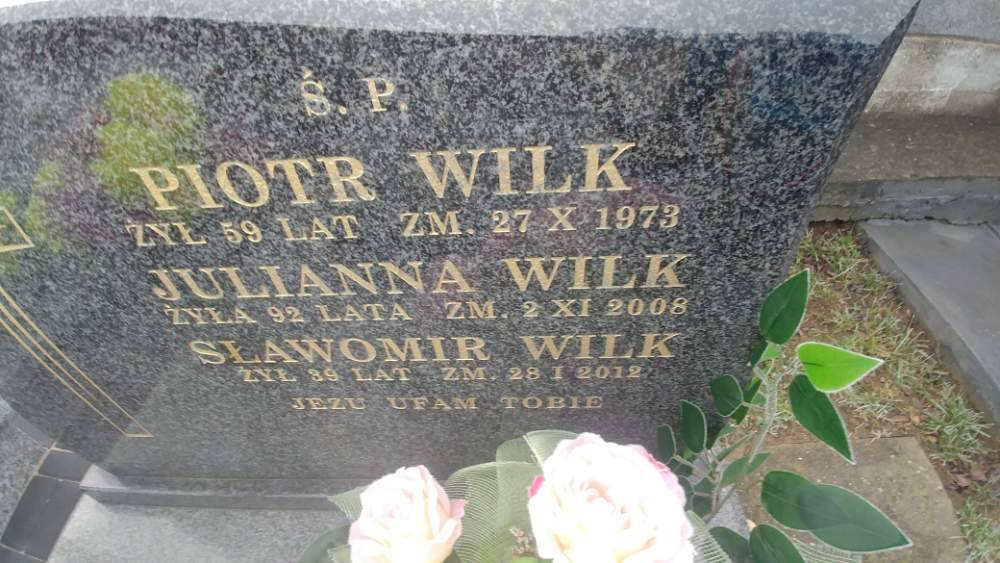 Ś. P.
PIOTR WILK
ŻYŁ 59 LAT ZM. 27 X 1973
JULIANNA WILK
ŻYŁA 92 LATA ZM. 2 XI 2008
SŁAWOMIR WILK
ŻYŁ 39 LAT ZM. 28 I 2012
JEZU UFAM TOBIE